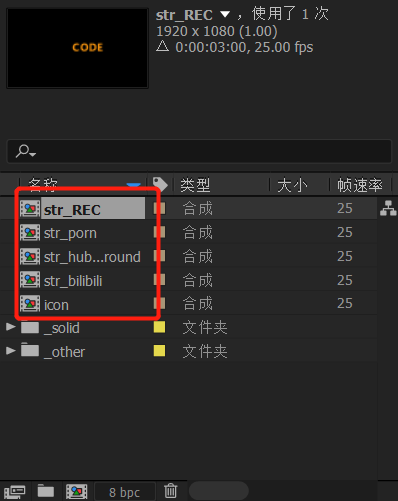 CODE
str_REC ▼ ，使用了 1 次
1920 x 1080 (1.00)
△ 0:00:03:00, 25.00 fps
名称 类型 大小 帧速率
str_REC 合成 25
str_porn 合成 25
str_hub...round 合成 25
str_bilibili 合成 25
icon 合成 25
_solid 文件夹
_other 文件夹
8 bpc